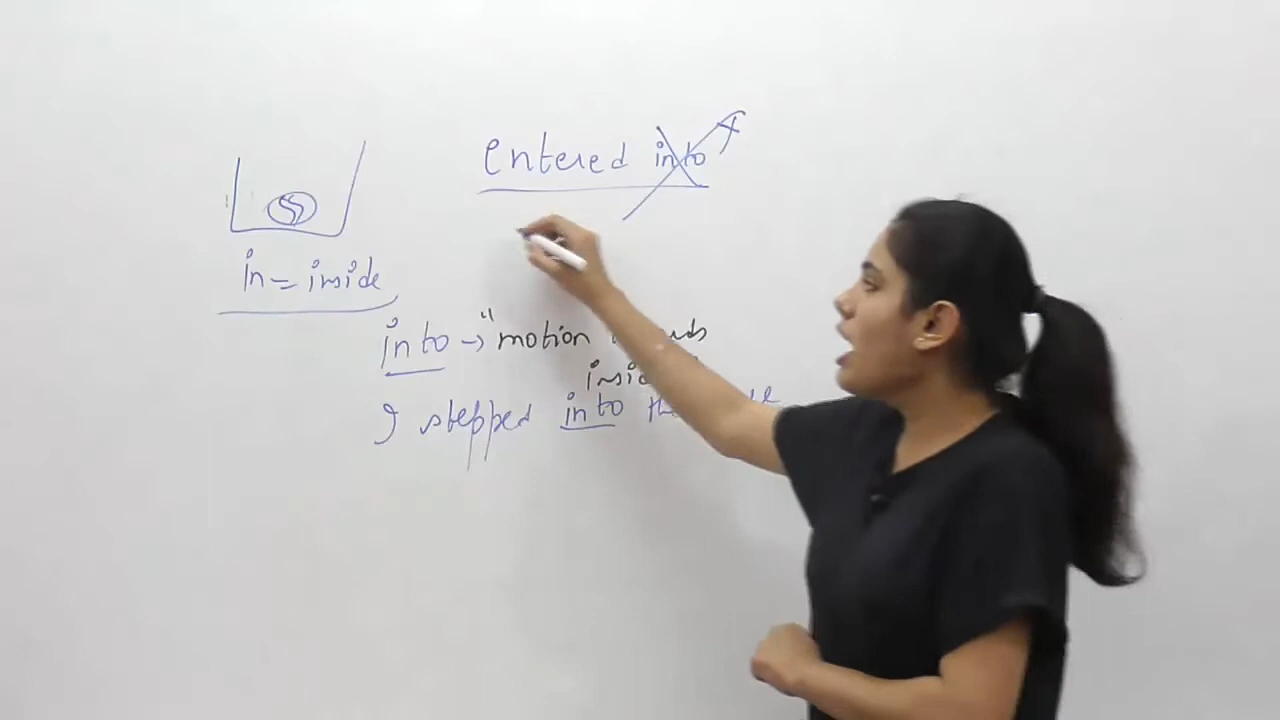 entered into
in = inside
into → "motion
I stepped into